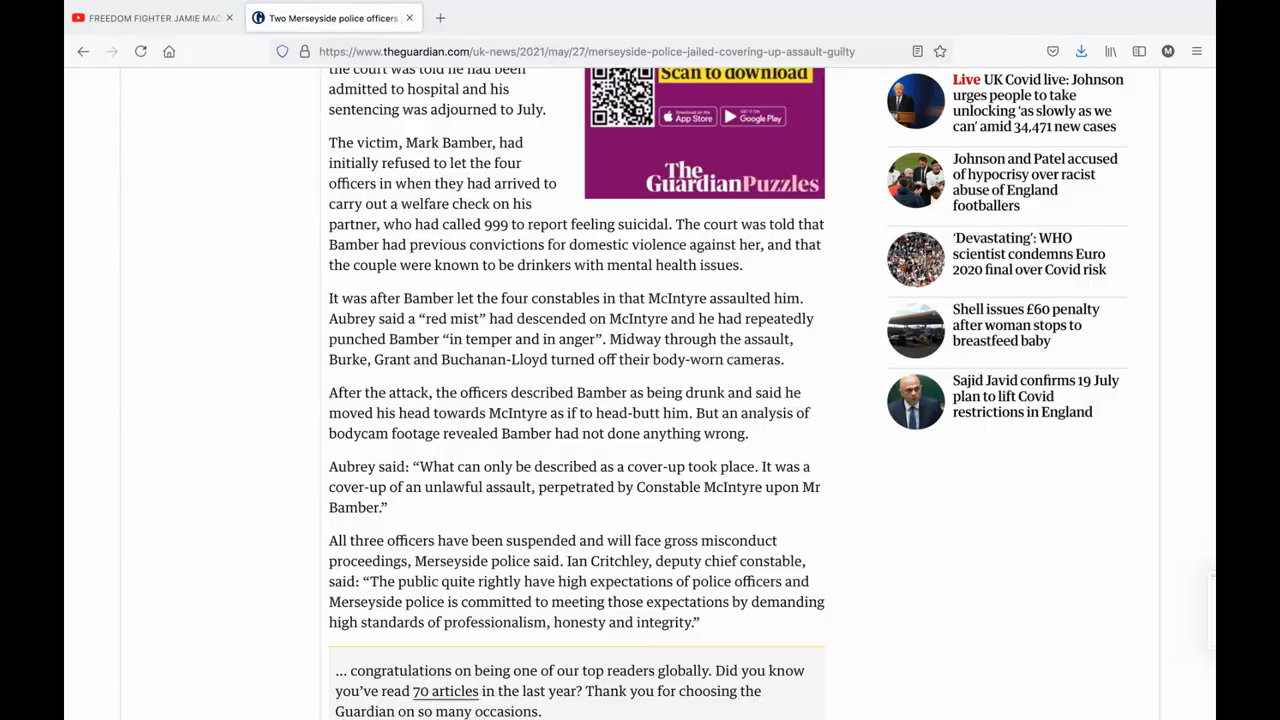 FREEDOM FIGHTER JAMIE MAC
Two Merseyside police officers
https://www.theguardian.com/uk-news/2021/may/27/merseyside-police-jailed-covering-up-assault-guilty
M
the court was told he had been
admitted to hospital and his
sentencing was adjourned to July.
The victim, Mark Bamber, had
initially refused to let the four
officers in when they had arrived to
carry out a welfare check on his
partner, who had called 999 to report feeling suicidal. The court was told that
Bamber had previous convictions for domestic violence against her, and that
the couple were known to be drinkers with mental health issues.
It was after Bamber let the four constables in that McIntyre assaulted him.
Aubrey said a “red mist” had descended on McIntyre and he had repeatedly
punched Bamber “in temper and in anger”. Midway through the assault,
Burke, Grant and Buchanan-Lloyd turned off their body-worn cameras.
After the attack, the officers described Bamber as being drunk and said he
moved his head towards McIntyre as if to head-butt him. But an analysis of
bodycam footage revealed Bamber had not done anything wrong.
Aubrey said: “What can only be described as a cover-up took place. It was a
cover-up of an unlawful assault, perpetrated by Constable McIntyre upon Mr
Bamber.”
All three officers have been suspended and will face gross misconduct
proceedings, Merseyside police said. Ian Critchley, deputy chief constable,
said: “The public quite rightly have high expectations of police officers and
Merseyside police is committed to meeting those expectations by demanding
high standards of professionalism, honesty and integrity.”
... congratulations on being one of our top readers globally. Did you know
you’ve read 70 articles in the last year? Thank you for choosing the
Guardian on so many occasions.
Scan to download
Download on the
App Store
GET IT ON
Google Play
The
GuardianPuzzles
Live UK Covid live: Johnson
urges people to take
unlocking ‘as slowly as we
can’ amid 34,471 new cases
Johnson and Patel accused
of hypocrisy over racist
abuse of England
footballers
‘Devastating’: WHO
scientist condemns Euro
2020 final over Covid risk
Shell issues £60 penalty
after woman stops to
breastfeed baby
Sajid Javid confirms 19 July
plan to lift Covid
restrictions in England